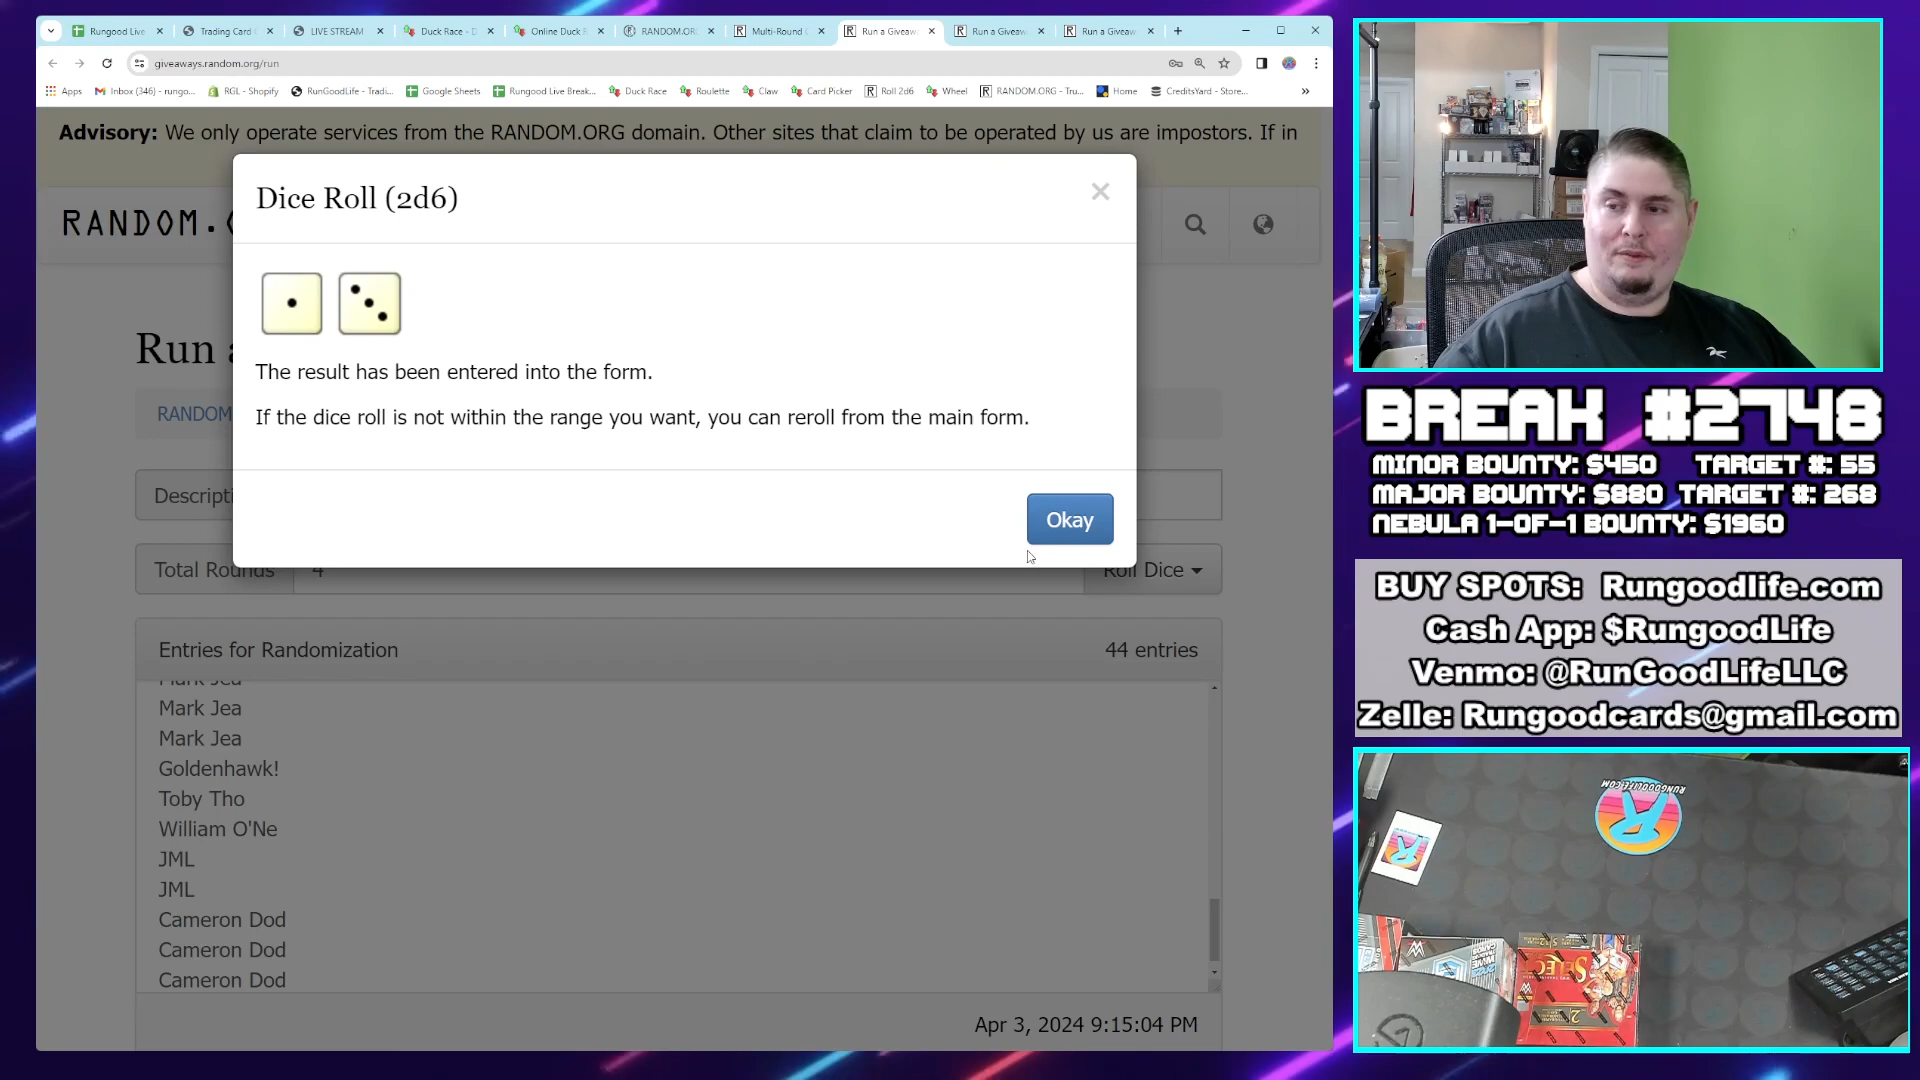 Rungood Live
Trading Card
LIVE STREAM
Duck Race - D
Online Duck R
RANDOM.OR
Multi-Round
Run a Giveaw
Run a Giveaw
Run a Giveaw
giveaways.random.org/run
Apps
Inbox (346) - rungo...
RGL - Shopify
RunGoodLife - Tradi...
Google Sheets
Rungood Live Break...
Duck Race
Roulette
Claw
Card Picker
Roll 2d6
Wheel
RANDOM.ORG - Tru...
Home
CreditsYard - Store...
Advisory: We only operate services from the RANDOM.ORG domain. Other sites that claim to be operated by us are impostors. If in
RANDOM.
Dice Roll (2d6)
×
The result has been entered into the form.
If the dice roll is not within the range you want, you can reroll from the main form.
Okay
Run
RANDOM
Descripti
Total Rounds 4 Roll Dice
Entries for Randomization 44 entries
Mark Jea
Mark Jea
Mark Jea
Goldenhawk!
Toby Tho
William O'Ne
JML
JML
Cameron Dod
Cameron Dod
Cameron Dod
Apr 3, 2024 9:15:04 PM
BREAK #2748
MINOR BOUNTY: $450 TARGET #: 55
MAJOR BOUNTY: $880 TARGET #: 268
NEBULA 1-OF-1 BOUNTY: $1960
BUY SPOTS: Rungoodlife.com
Cash App: $RungoodLife
Venmo: @RunGoodLifeLLC
Zelle: Rungoodcards@gmail.com
RUNGOODLIFE.COM
R
SELECT